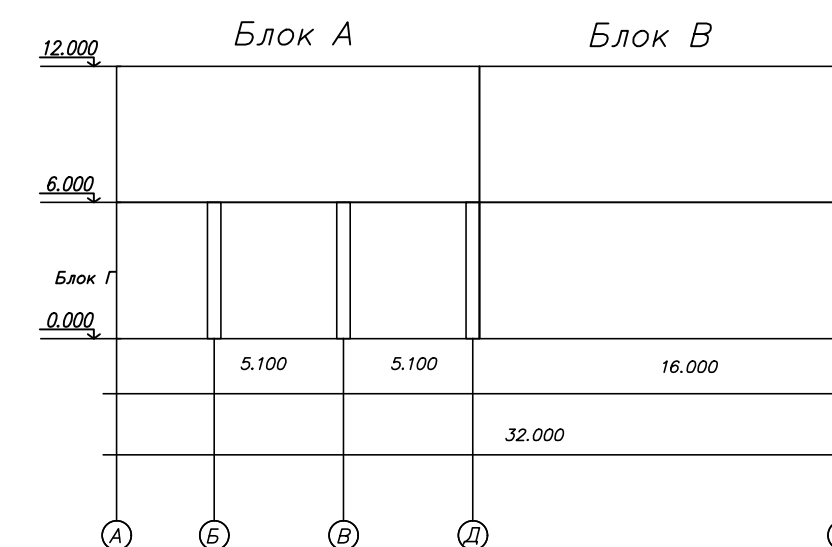 Блок А
Блок В
12.000
6.000
Блок Г
0.000
5.100
5.100
16.000
32.000
А
Б
В
Д